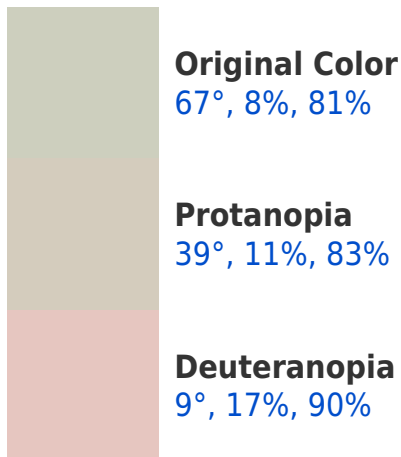 Original Color
67°, 8%, 81%
Protanopia
39°, 11%, 83%
Deuteranopia
9°, 17%, 90%